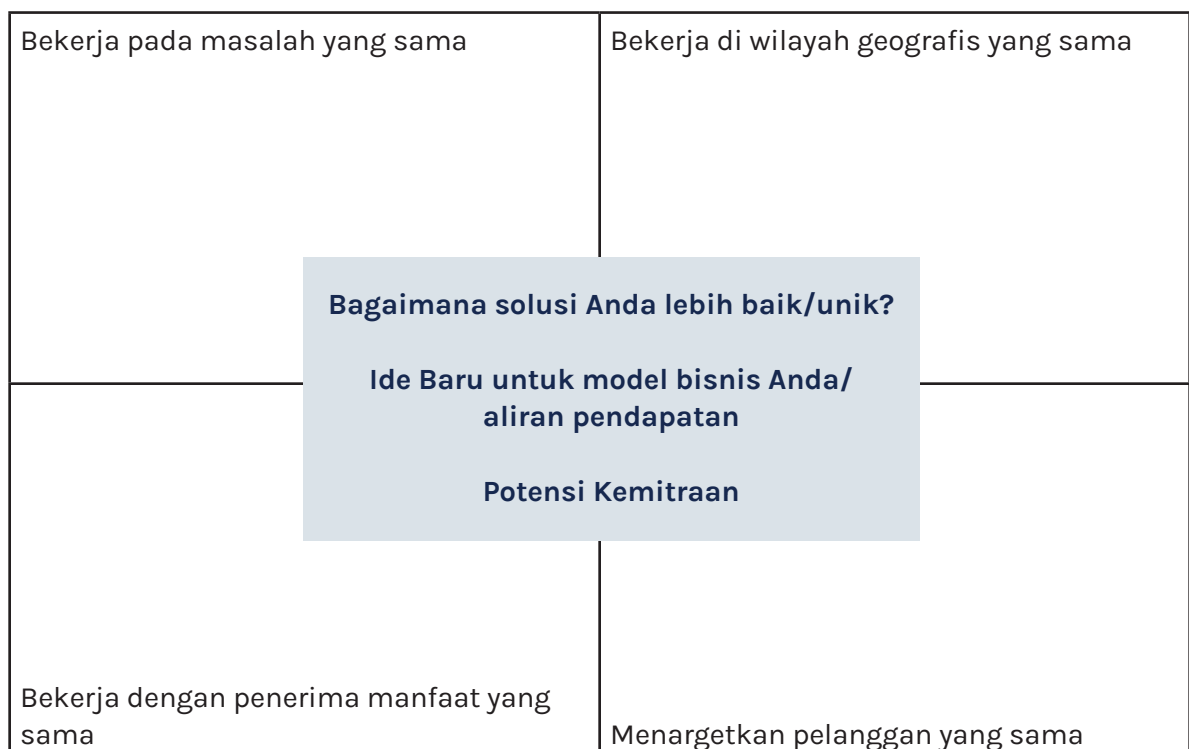 Bekerja pada masalah yang sama
Bekerja di wilayah geografis yang sama
Bagaimana solusi Anda lebih baik/unik?
Ide Baru untuk model bisnis Anda/
aliran pendapatan
Potensi Kemitraan
Bekerja dengan penerima manfaat yang
sama
Menargetkan pelanggan yang sama